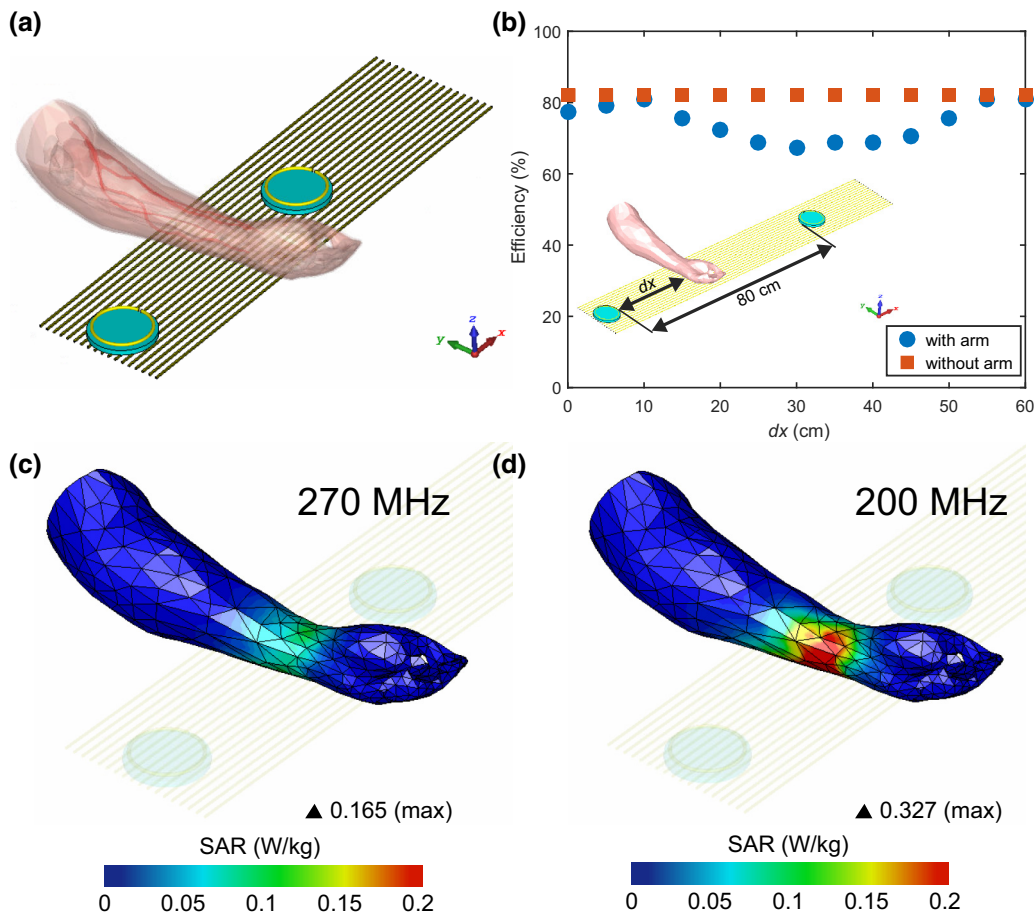 (a)
z
y
x
(b)
100
80
60
40
20
0
Efficiency (%)
dx
80 cm
z
y
x
with arm
without arm
0 10 20 30 40 50 60
dx (cm)
(c)
270 MHz
▲ 0.165 (max)
SAR (W/kg)
0 0.05 0.1 0.15 0.2
(d)
200 MHz
▲ 0.327 (max)
SAR (W/kg)
0 0.05 0.1 0.15 0.2